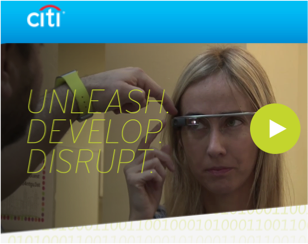 citi
UNLEASH.
DEVELOP.
DISRUPT.